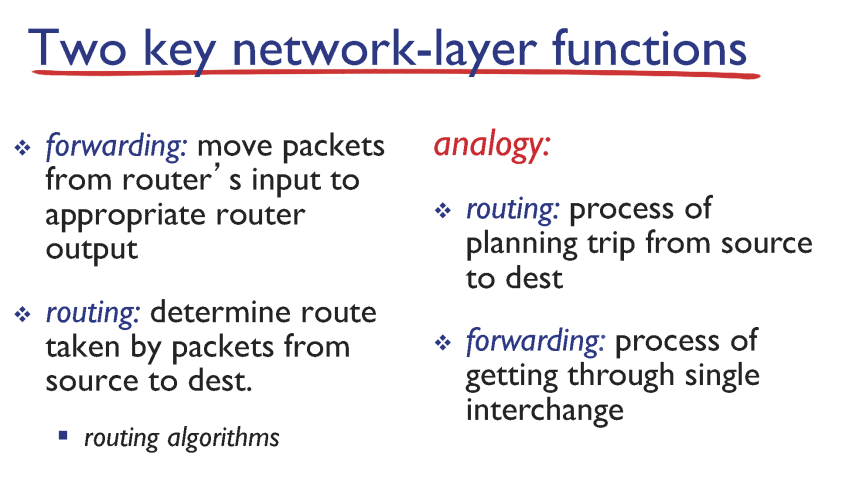 Two key network-layer functions
forwarding: move packets
from router's input to
appropriate router
output
routing: determine route
taken by packets from
source to dest.
routing algorithms
analogy:
routing: process of
planning trip from source
to dest
forwarding: process of
getting through single
interchange